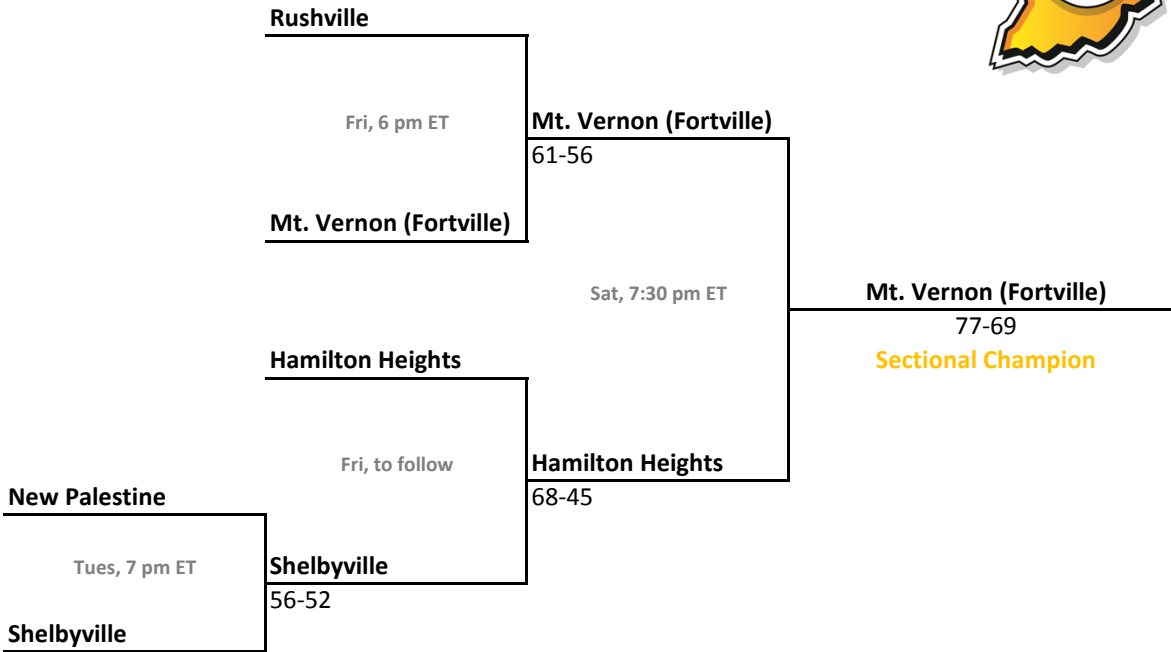 Rushville
Fri, 6 pm ET
Mt. Vernon (Fortville)
61-56
Mt. Vernon (Fortville)
Sat, 7:30 pm ET
Mt. Vernon (Fortville)
77-69
Sectional Champion
Hamilton Heights
Fri, to follow
Hamilton Heights
68-45
New Palestine
Tues, 7 pm ET
Shelbyville
56-52
Shelbyville